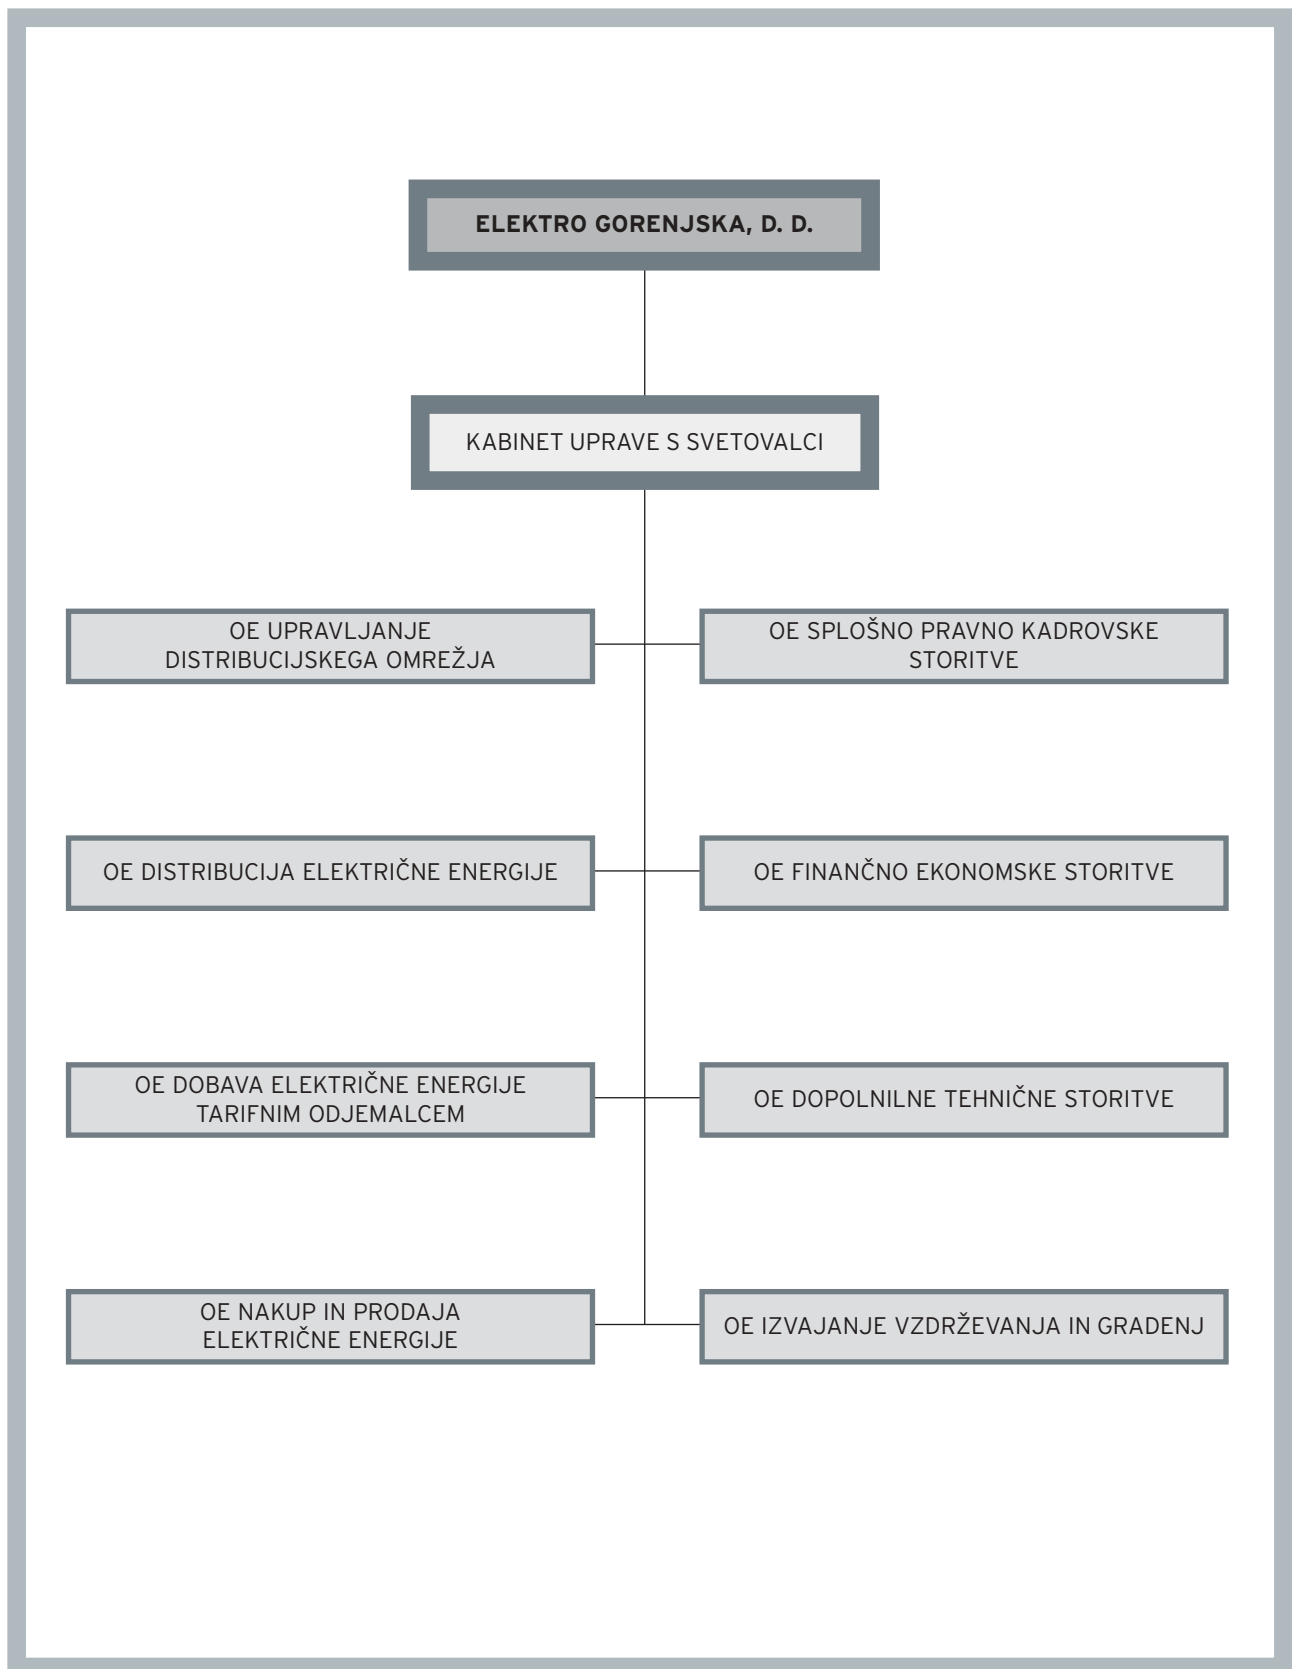 ELEKTRO GORENJSKA, D. D.
KABINET UPRAVE S SVETOVALCI
OE UPRAVLJANJE
DISTRIBUCIJSKEGA OMREŽJA
OE SPLOŠNO PRAVNO KADROVSKE
STORITVE
OE DISTRIBUCIJA ELEKTRIČNE ENERGIJE
OE FINANČNO EKONOMSKE STORITVE
OE DOBAVA ELEKTRIČNE ENERGIJE
TARIFNIM ODJEMALCEM
OE DOPOLNILNE TEHNIČNE STORITVE
OE NAKUP IN PRODAJA
ELEKTRIČNE ENERGIJE
OE IZVAJANJE VZDRŽEVANJA IN GRADENJ